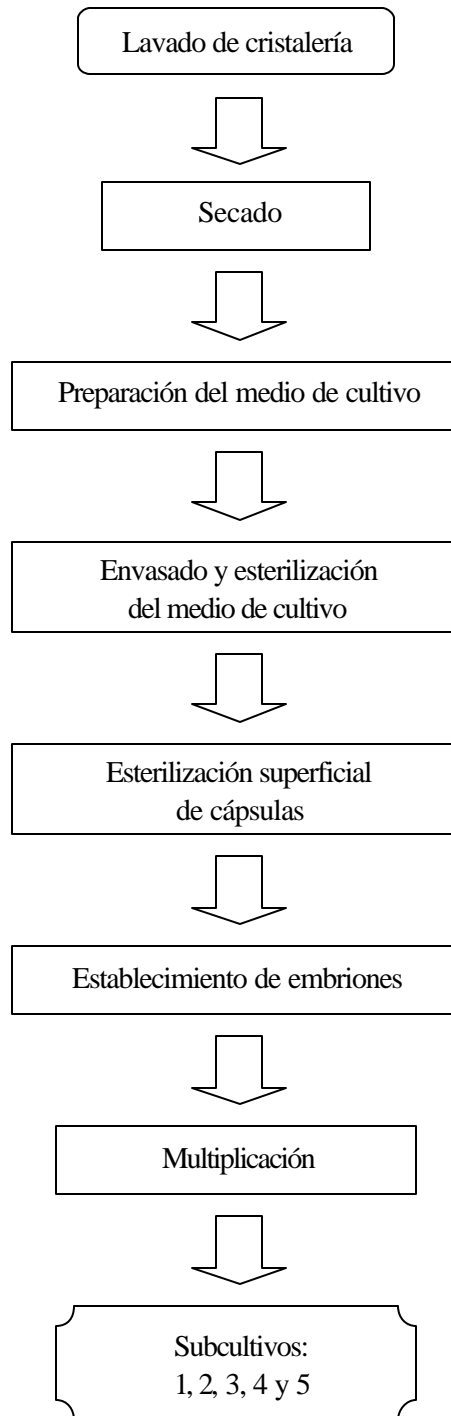 Lavado de cristalería
Secado
Preparación del medio de cultivo
Envasado y esterilización
del medio de cultivo
Esterilización superficial
de cápsulas
Establecimiento de embriones
Multiplicación
Subcultivos:
1, 2, 3, 4 y 5